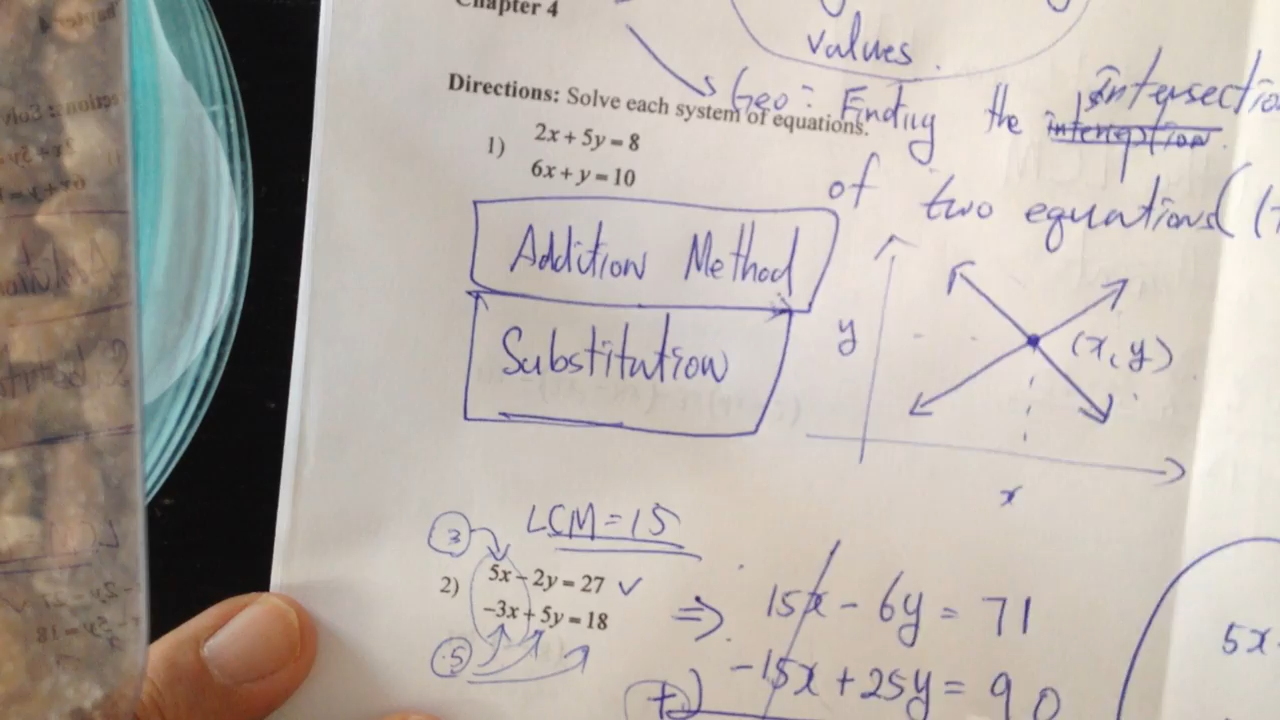 Chapter 4
values.
Directions: Solve each system of equations.
Geo: Finding the intersectio
interception.
of two equations
1) 2x + 5y = 8
6x + y = 10
Addition Method
Substitution
y
(x, y)
x
LCM = 15
3
2) 5x – 2y = 27 ✓
–3x + 5y = 18
5
⇒ 15x - 6y = 71
-15x + 25y = 90
+)
5x